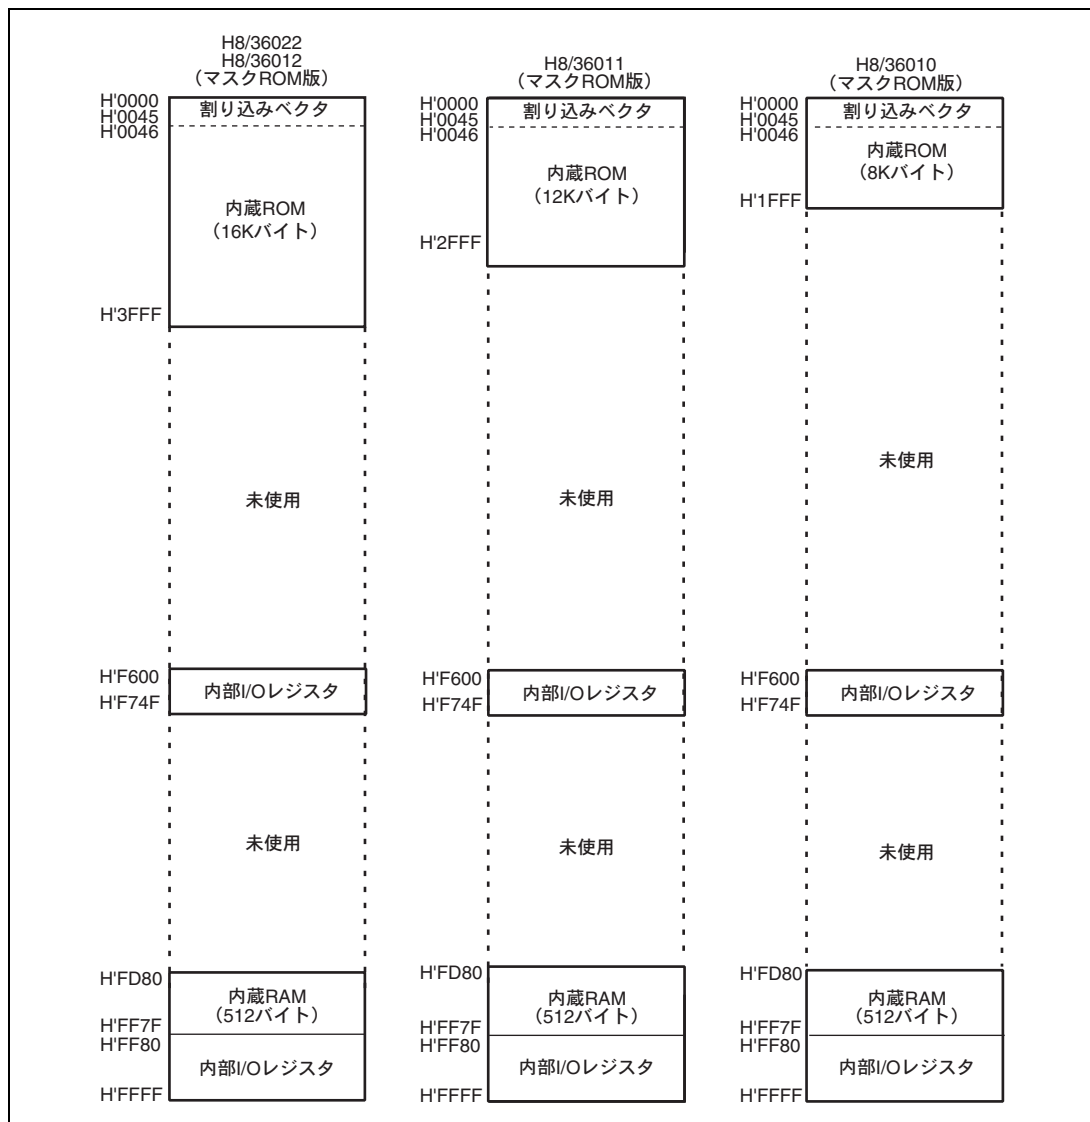 H8/36022
H8/36012
（マスクROM版）
H'0000
H'0045
H'0046
割り込みベクタ
内蔵ROM
（16Kバイト）
H'3FFF
未使用
H'F600
内部I/Oレジスタ
H'F74F
未使用
H'FD80
内蔵RAM
（512バイト）
H'FF7F
H'FF80
内部I/Oレジスタ
H'FFFF
H8/36011
（マスクROM版）
H'0000
H'0045
H'0046
割り込みベクタ
内蔵ROM
（12Kバイト）
H'2FFF
未使用
H'F600
内部I/Oレジスタ
H'F74F
未使用
H'FD80
内蔵RAM
（512バイト）
H'FF7F
H'FF80
内部I/Oレジスタ
H'FFFF
H8/36010
（マスクROM版）
H'0000
H'0045
H'0046
割り込みベクタ
内蔵ROM
（8Kバイト）
H'1FFF
未使用
H'F600
内部I/Oレジスタ
H'F74F
未使用
H'FD80
内蔵RAM
（512バイト）
H'FF7F
H'FF80
内部I/Oレジスタ
H'FFFF